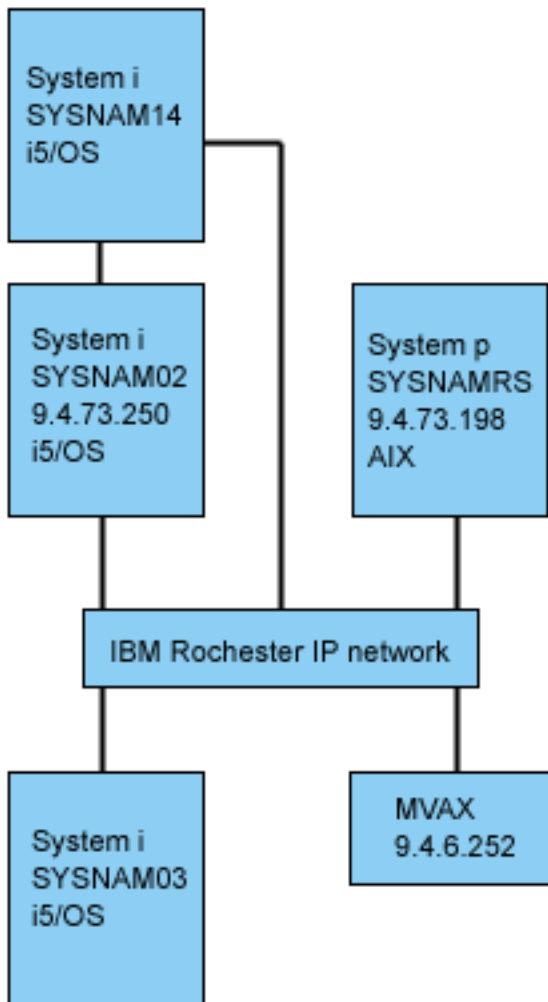 System i
SYSNAM14
i5/OS
System i
SYSNAM02
9.4.73.250
i5/OS
System p
SYSNAMRS
9.4.73.198
AIX
IBM Rochester IP network
System i
SYSNAM03
i5/OS
MVAX
9.4.6.252